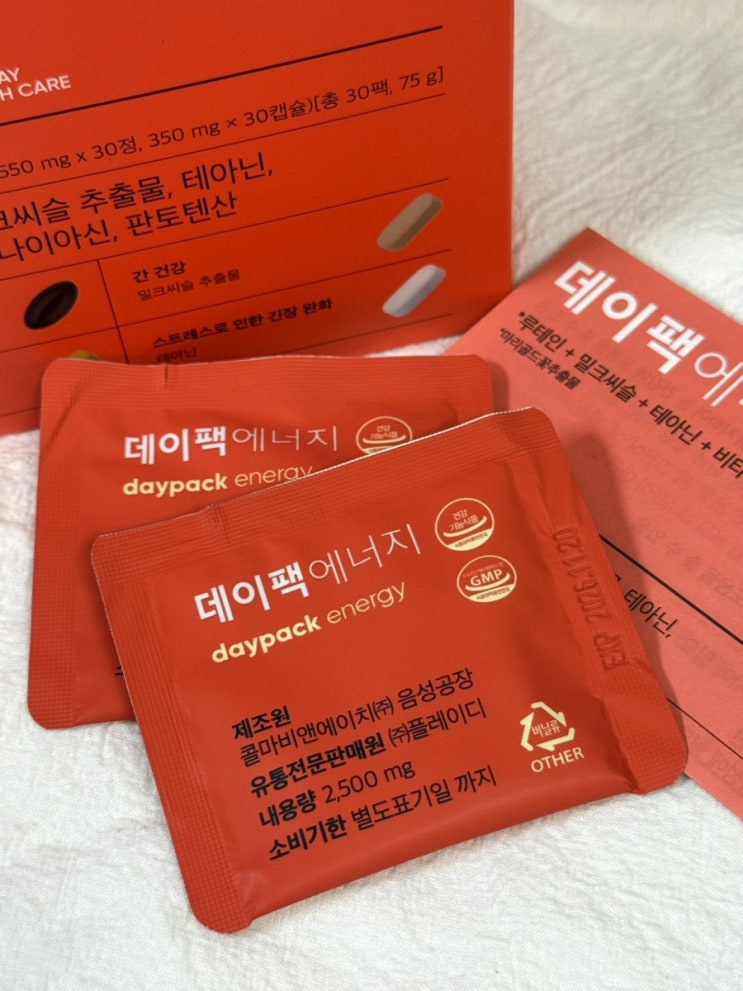 AY
H CARE
550 mg x 30정, 350 mg × 30캡슐)[총 30팩, 75 g]
크씨슬 추출물, 테아닌,
나이아신, 판토텐산
간 건강
밀크씨슬 추출물
스트레스로 인한 긴장 완화
테아닌
데이팩에너
*루테인 + 밀크씨슬 + 테아닌 + 비타
*마리골드꽃추출물
테아닌,
데이팩에너지
daypack energy
건강
기능식품
데이팩에너지
daypack energy
건강
기능식품
GMP
EXP 2026.11.20
제조원
콜마비앤에이치㈜ 음성공장
유통전문판매원 ㈜플레이디
내용량 2,500 mg
소비기한 별도표기일 까지
비닐류
OTHER